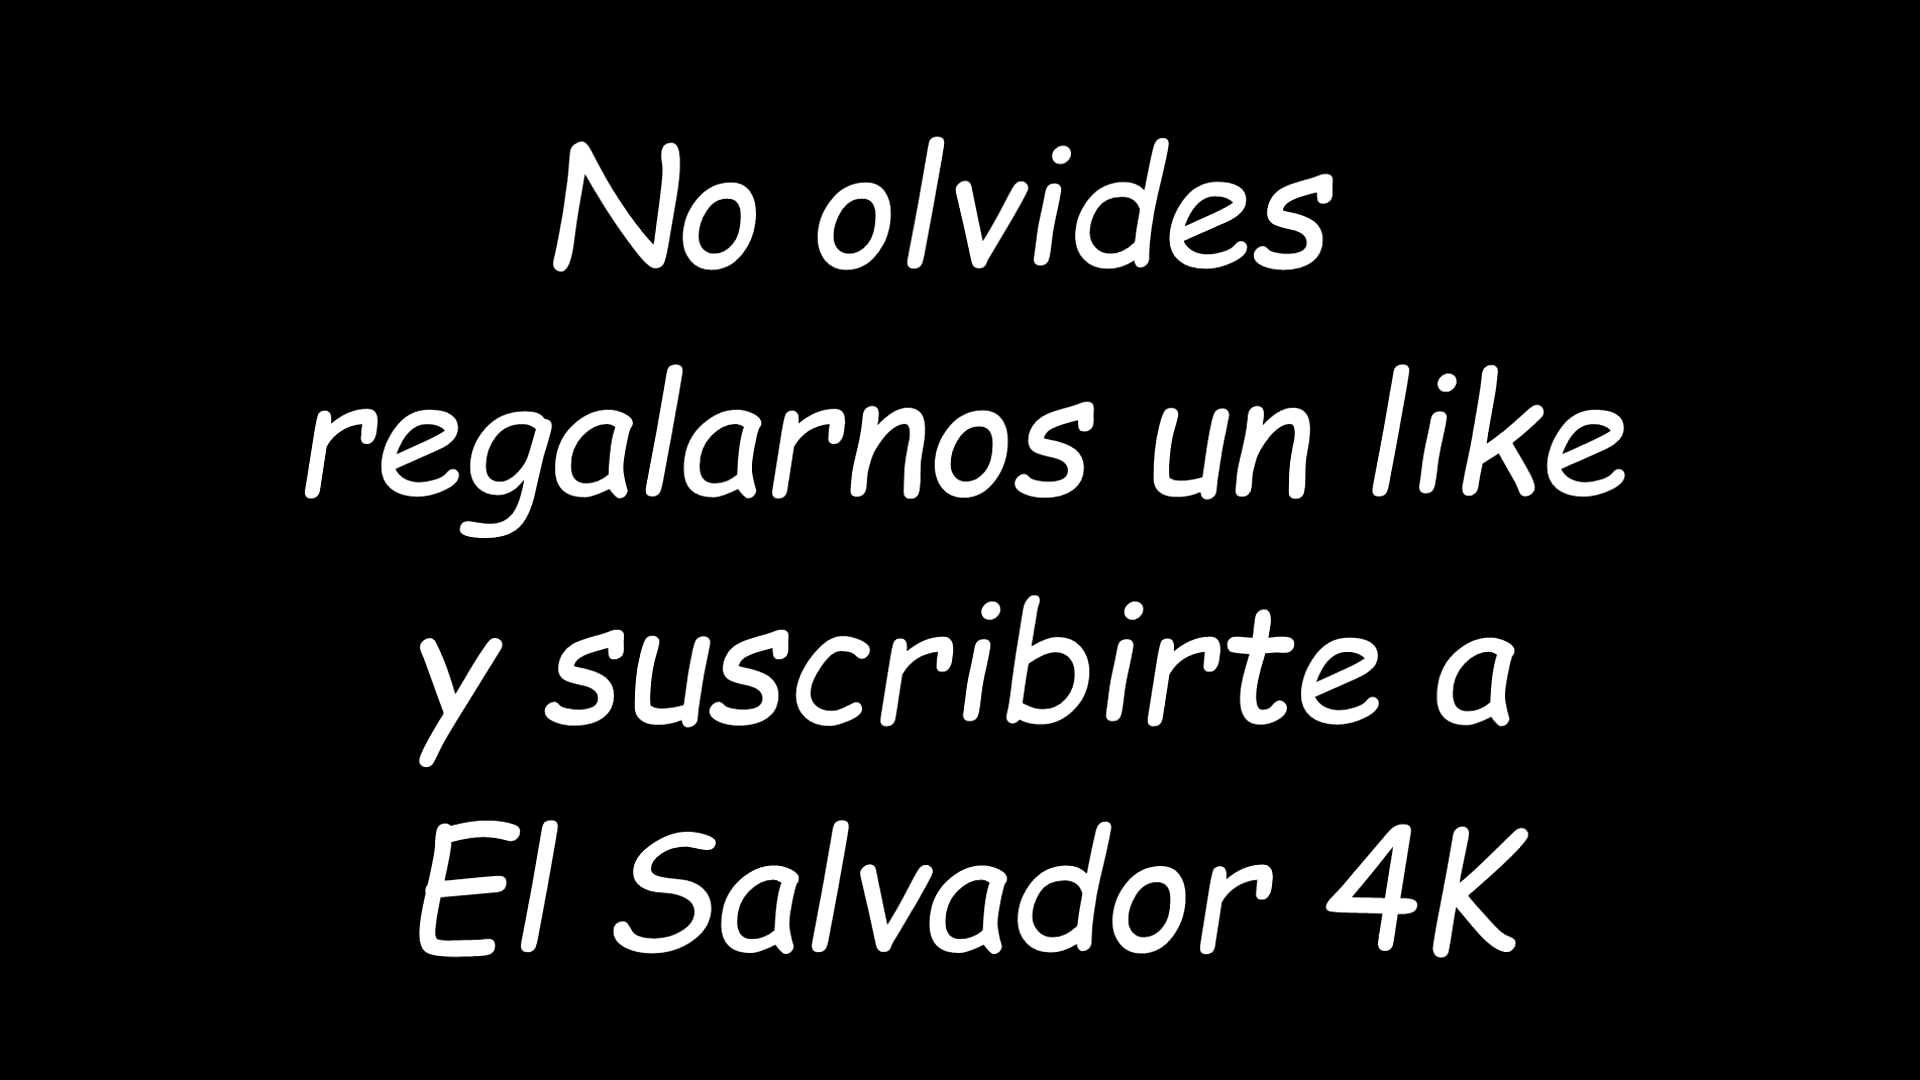 No olvides
regalarnos un like
y suscribirte a
El Salvador 4K